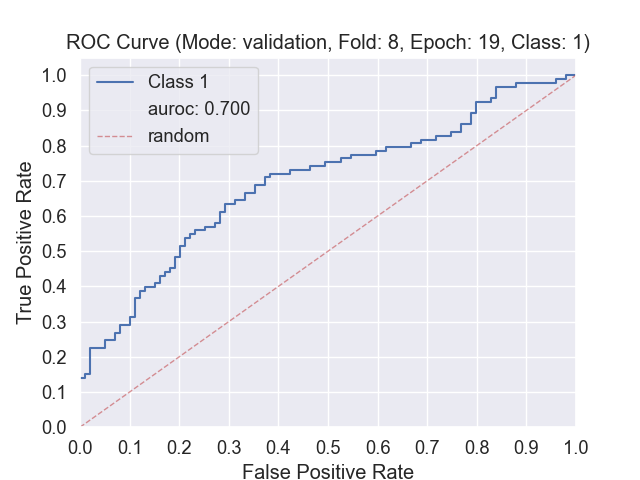 ROC Curve (Mode: validation, Fold: 8, Epoch: 19, Class: 1)
Class 1
auroc: 0.700
random
True Positive Rate
1.0
0.9
0.8
0.7
0.6
0.5
0.4
0.3
0.2
0.1
0.0
0.0 0.1 0.2 0.3 0.4 0.5 0.6 0.7 0.8 0.9 1.0
False Positive Rate